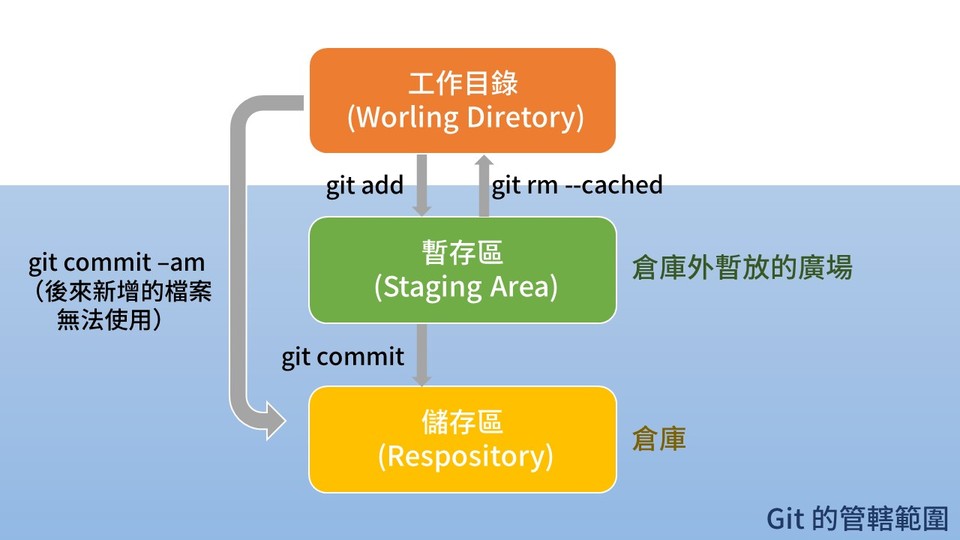 工作目錄
(Worling Diretory)
git add
git rm --cached
暫存區
(Staging Area)
倉庫外暫放的廣場
git commit –am
（後來新增的檔案
無法使用）
git commit
儲存區
(Respository)
倉庫
Git 的管轄範圍